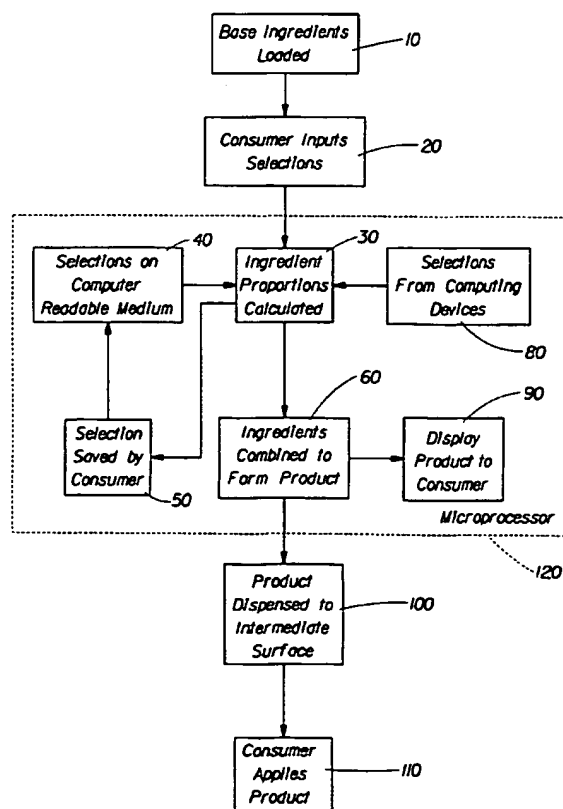 Base Ingredients
Loaded
10
Consumer Inputs
Selections
20
40
30
Selections on
Computer
Readable Medium
Ingredient
Proportions
Calculated
Selections
From Computing
Devices
80
60
90
Selection
Saved by
Consumer
50
Ingredients
Combined to
Form Product
Display
Product to
Consumer
Microprocessor
120
Product
Dispensed to
Intermediate
Surface
100
Consumer
Applies
Product
110